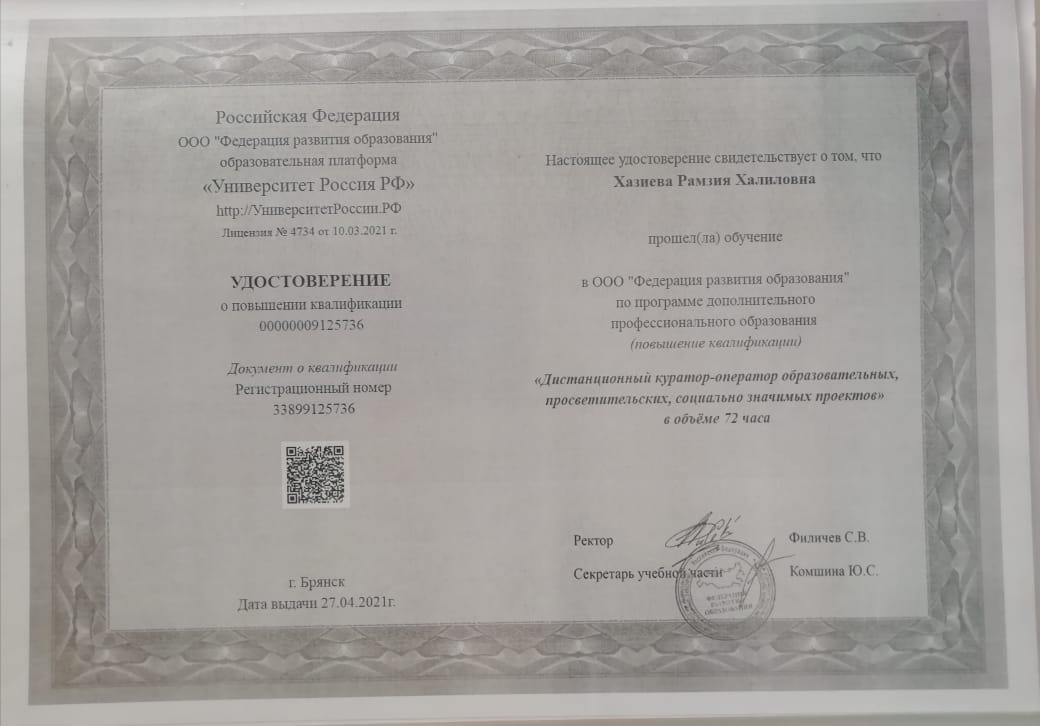 Российская Федерация
ООО "Федерация развития образования"
образовательная платформа
«Университет Россия РФ»
http://УниверситетРоссии.РФ
Лицензия № 4734 от 10.03.2021 г.
УДОСТОВЕРЕНИЕ
о повышении квалификации
00000009125736
Документ о квалификации
Регистрационный номер
33899125736
г. Брянск
Дата выдачи 27.04.2021г.
Настоящее удостоверение свидетельствует о том, что
Хазиева Рамзия Халиловна
прошел(ла) обучение
в ООО "Федерация развития образования"
по программе дополнительного
профессионального образования
(повышение квалификации)
«Дистанционный куратор-оператор образовательных,
просветительских, социально значимых проектов»
в объёме 72 часа
Ректор Филичев С.В.
Секретарь учебной части Комшина Ю.С.
ФЕДЕРАЦИЯ
РАЗВИТИЯ
ОБРАЗОВАНИЯ